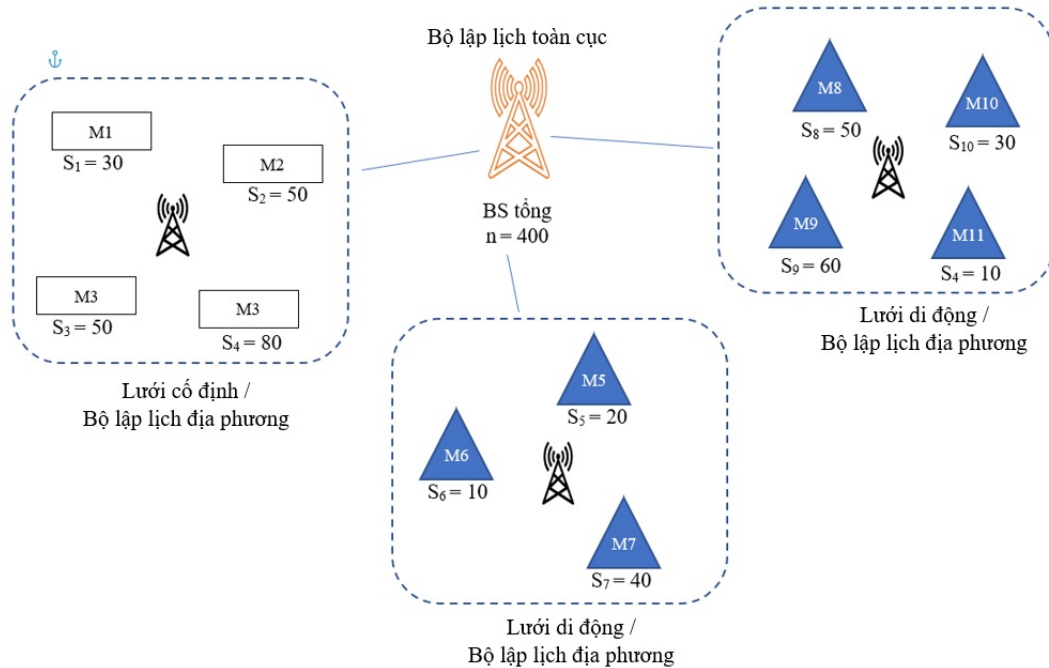 Bộ lập lịch toàn cục
BS tổng
n = 400
M1
S₁ = 30
M2
S₂ = 50
M3
S₃ = 50
M3
S₄ = 80
Lưới cố định /
Bộ lập lịch địa phương
M5
S₅ = 20
M6
S₆ = 10
M7
S₇ = 40
Lưới di động /
Bộ lập lịch địa phương
M8
S₈ = 50
M10
S₁₀ = 30
M9
S₉ = 60
M11
S₄ = 10
Lưới di động /
Bộ lập lịch địa phương